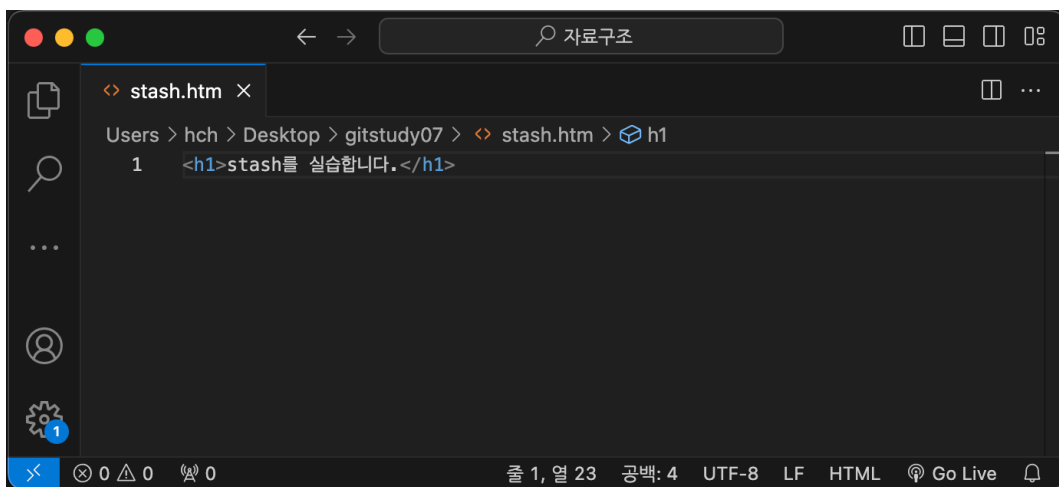 자료구조
stash.htm
Users > hch > Desktop > gitstudy07 > stash.htm > h1
1 <h1>stash를 실습합니다.</h1>
1
0 0 0 줄 1, 열 23 공백: 4 UTF-8 LF HTML Go Live